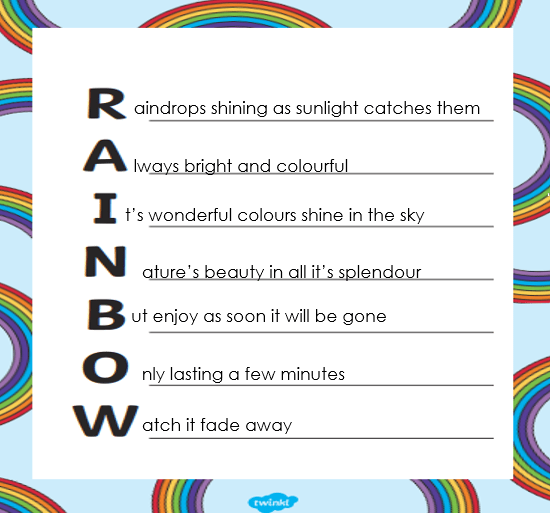 Raindrops shining as sunlight catches them
Always bright and colourful
It's wonderful colours shine in the sky
Nature's beauty in all it's splendour
But enjoy as soon it will be gone
Only lasting a few minutes
Watch it fade away
twinkl